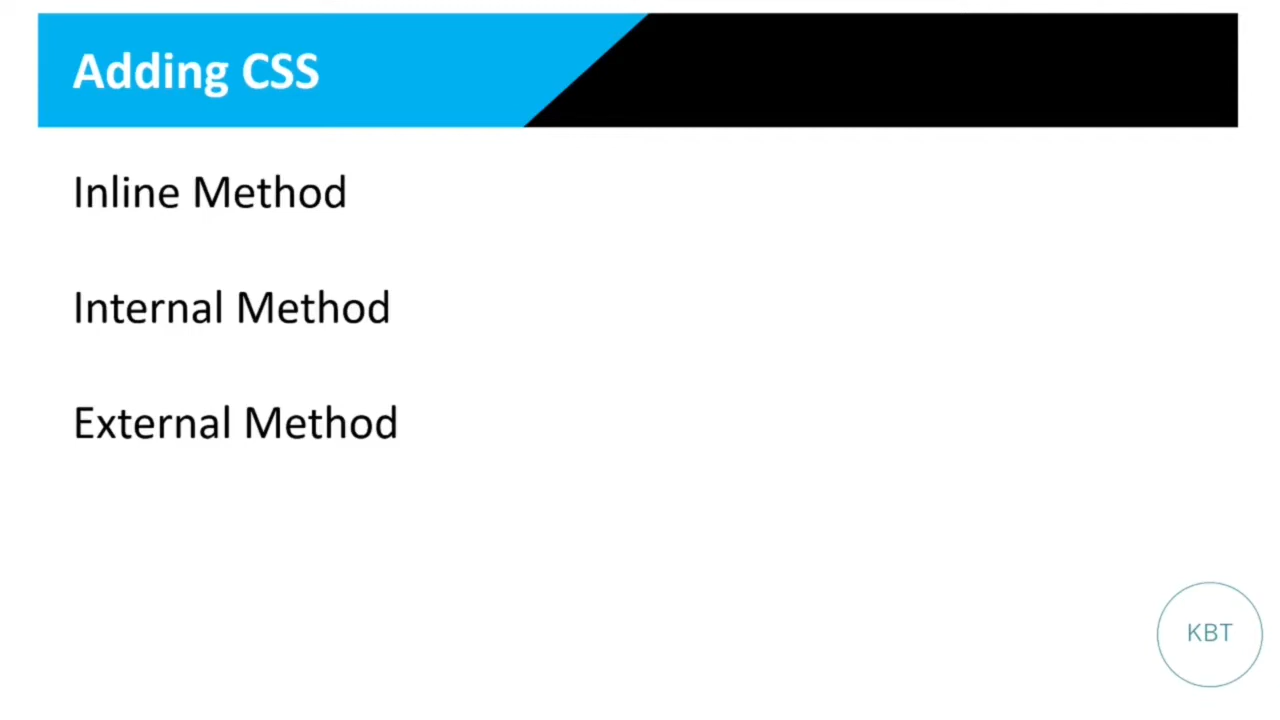 Adding CSS
Inline Method
Internal Method
External Method
KBT